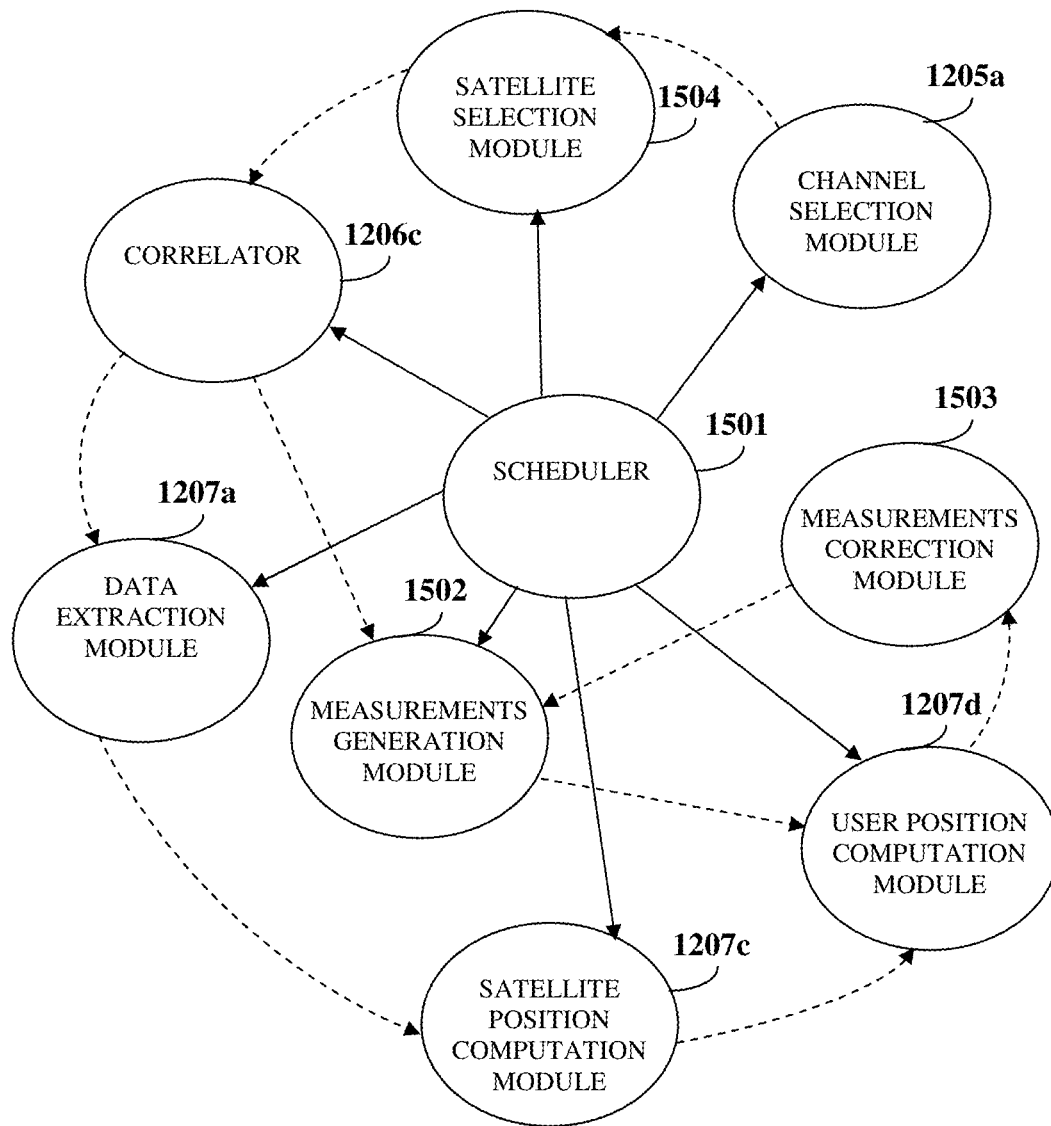 SATELLITE
SELECTION
MODULE
1504
1205a
CHANNEL
SELECTION
MODULE
CORRELATOR
1206c
SCHEDULER
1501
1503
MEASUREMENTS
CORRECTION
MODULE
1207a
DATA
EXTRACTION
MODULE
1502
MEASUREMENTS
GENERATION
MODULE
1207d
USER POSITION
COMPUTATION
MODULE
1207c
SATELLITE
POSITION
COMPUTATION
MODULE